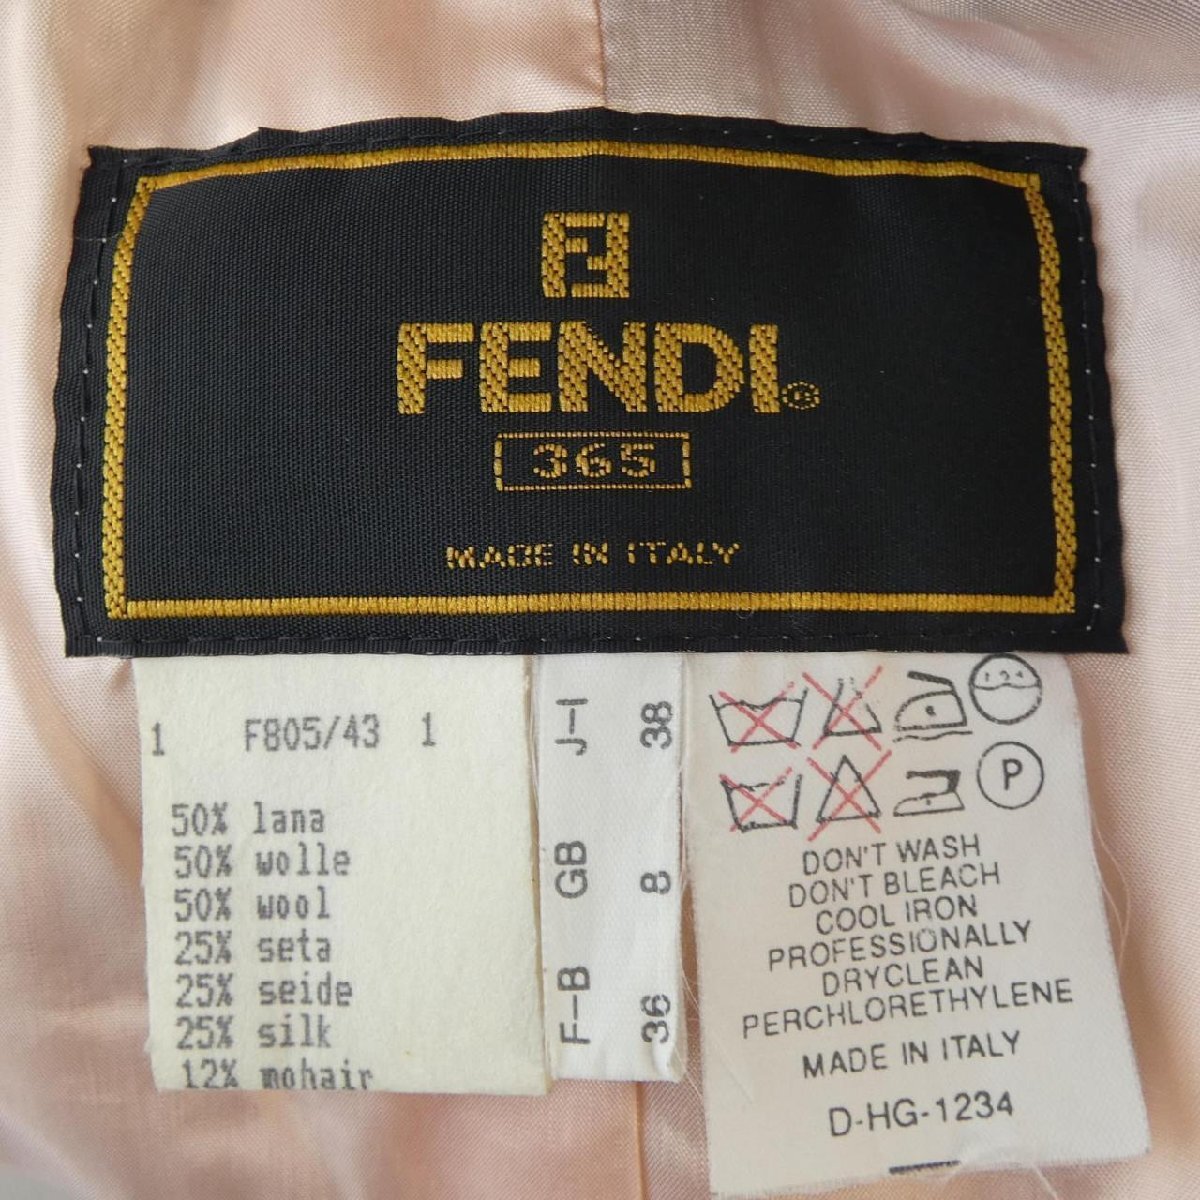 FENDI
365
MADE IN ITALY
1 F805/43 1
50% lana
50% wolle
50% wool
25% seta
25% seide
25% silk
12% mohair
J-I 38
GB 8
F-B 36
P
DON'T WASH
DON'T BLEACH
COOL IRON
PROFESSIONALLY
DRYCLEAN
PERCHLORETHYLENE
MADE IN ITALY
D-HG-1234